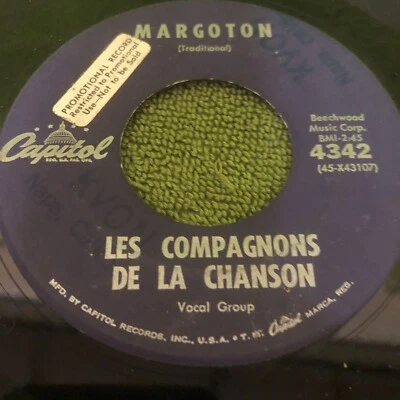 MARGOTON
(Traditional)
PROMOTIONAL RECORD
Restricted to Promotional
Use—Not to be Sold
Capitol
Beechwood
Music Corp.
BMI-2:45
4342
(45-X43107)
LES COMPAGNONS
DE LA CHANSON
Vocal Group
MFD. BY CAPITOL RECORDS, INC., U.S.A. • T.M. Capitol MARCA, REG.